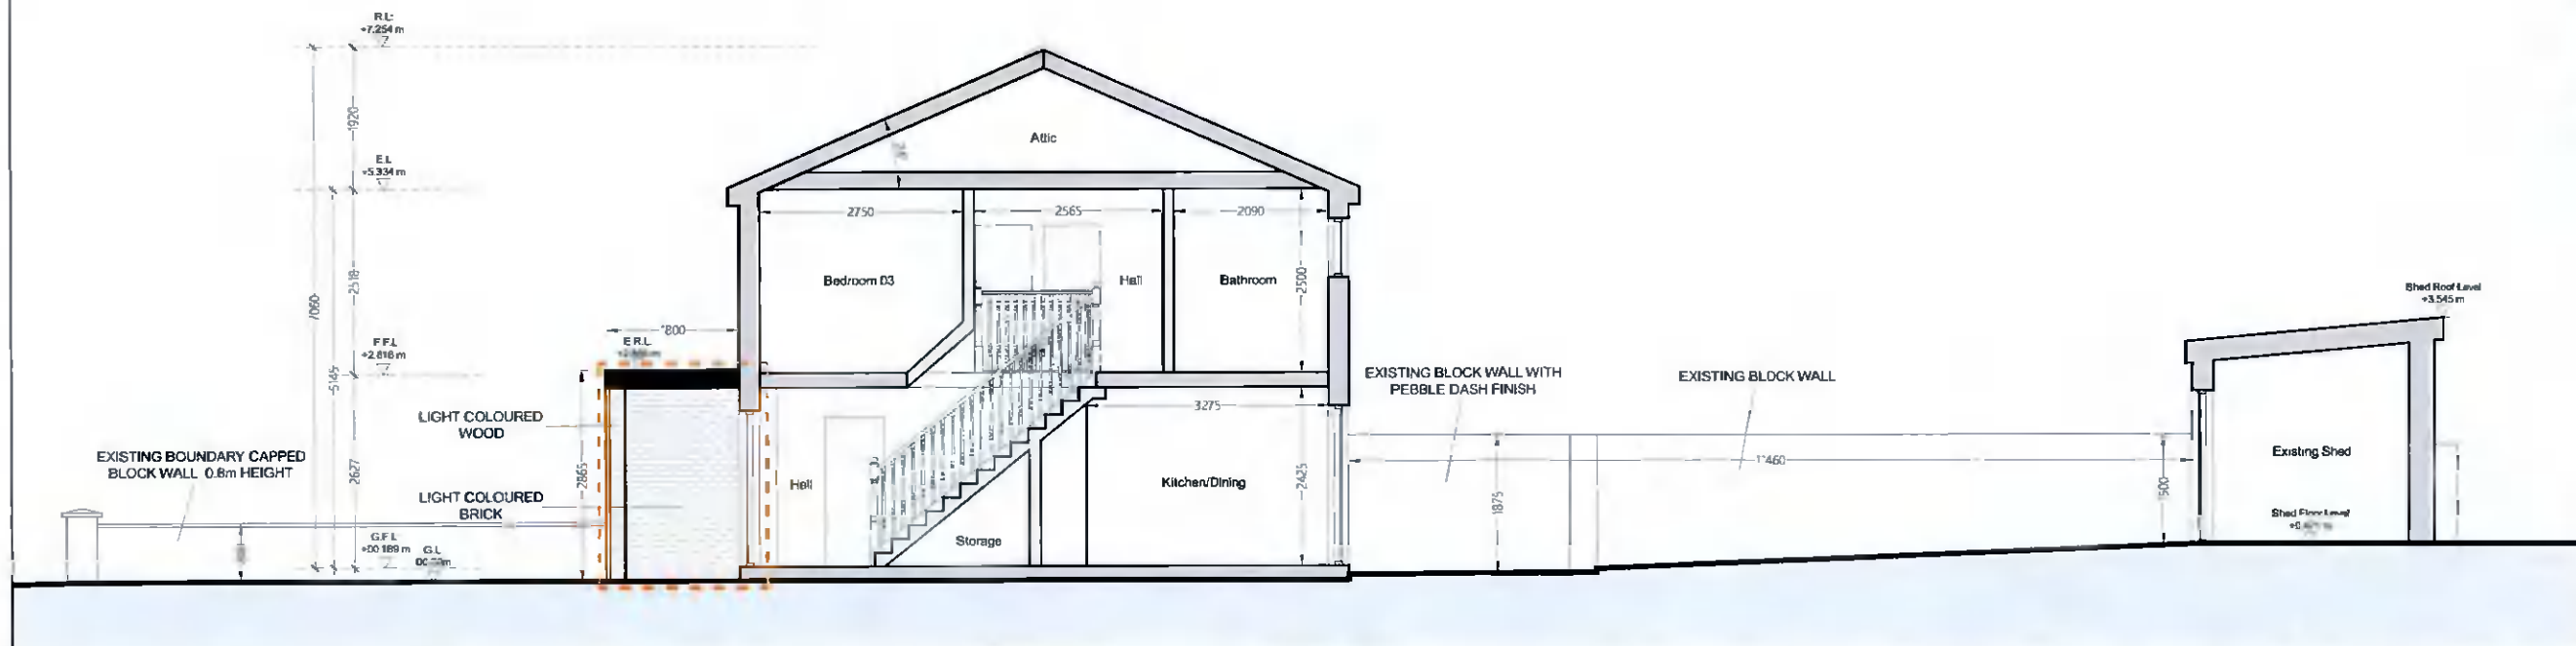 R.L:
+7.254 m
1920
E.L
+5.334 m
Attic
2750
2565
2090
2518
7060
Bedroom 03
Hall
Bathroom
2500
Shed Roof Level
+3.545 m
1800
F.F.L
+2.818 m
E.R.L
5145
EXISTING BLOCK WALL WITH
PEBBLE DASH FINISH
EXISTING BLOCK WALL
LIGHT COLOURED
WOOD
3275
EXISTING BOUNDARY CAPPED
BLOCK WALL 0.8m HEIGHT
2627
2865
Hall
Kitchen/Dining
2425
1875
11460
1500
Existing Shed
LIGHT COLOURED
BRICK
Storage
Shed Floor Level
G.F.L
+00.189 m
G.L